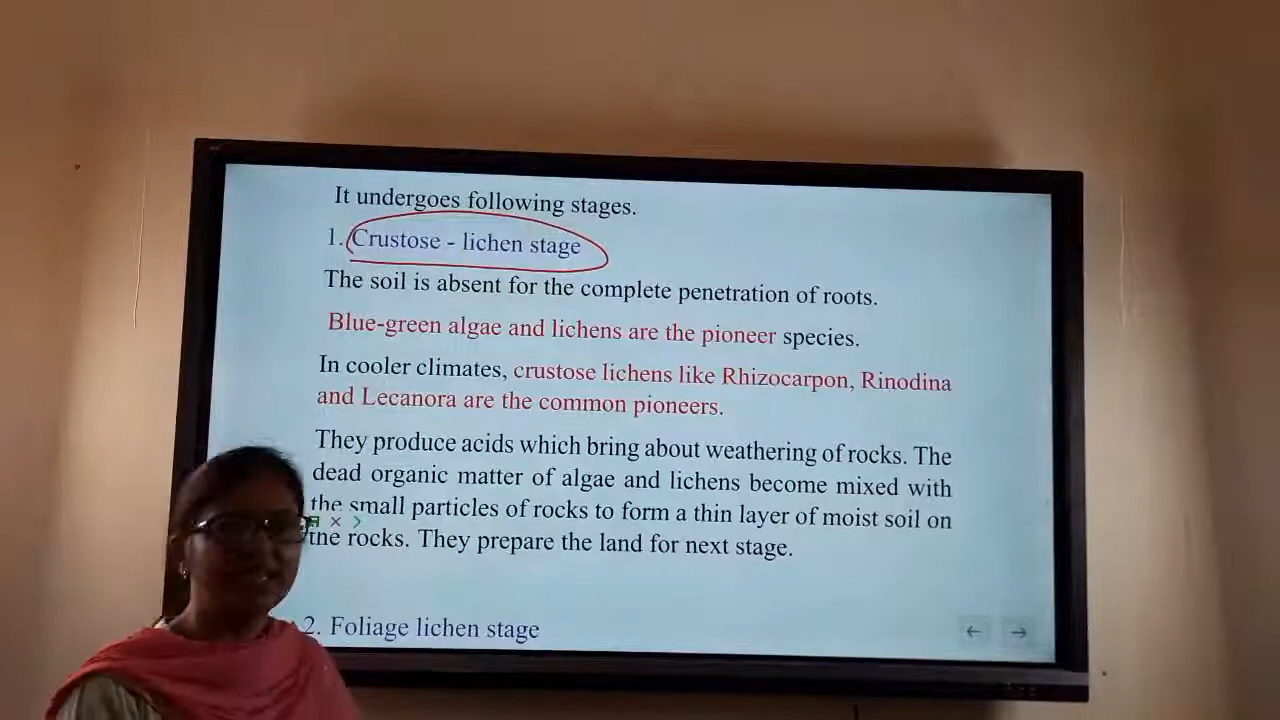 It undergoes following stages.
1. Crustose - lichen stage
The soil is absent for the complete penetration of roots.
Blue-green algae and lichens are the pioneer species.
In cooler climates, crustose lichens like Rhizocarpon, Rinodina
and Lecanora are the common pioneers.
They produce acids which bring about weathering of rocks. The
dead organic matter of algae and lichens become mixed with
the small particles of rocks to form a thin layer of moist soil on
the rocks. They prepare the land for next stage.
2. Foliage lichen stage